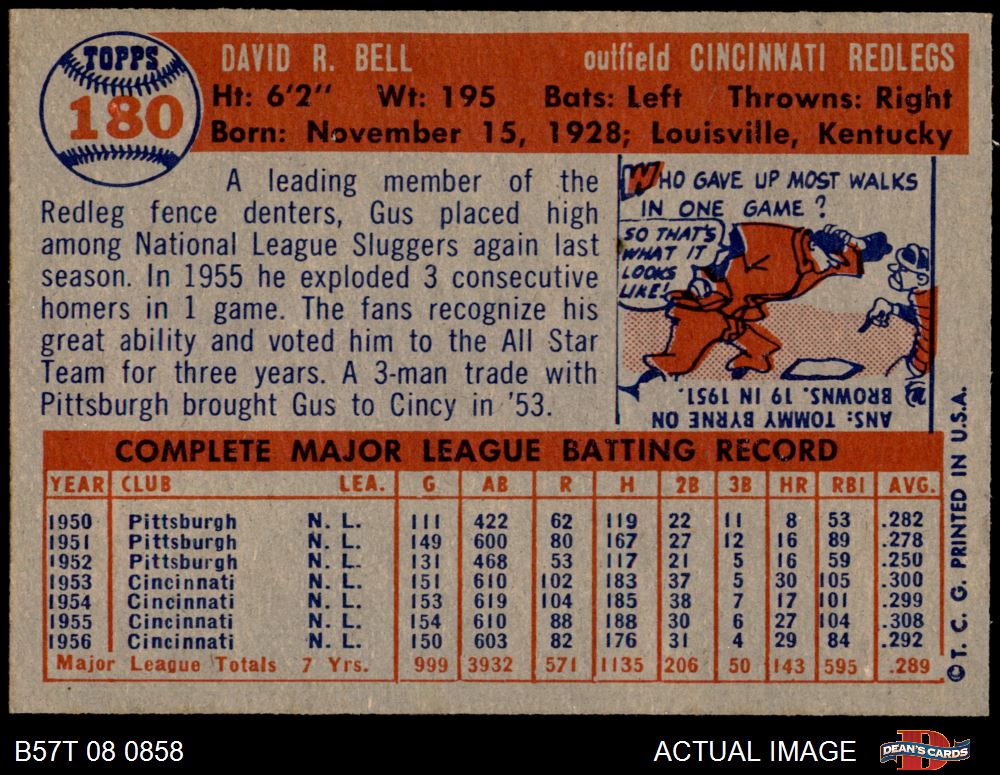 TOPPS
180
DAVID R. BELL outfield CINCINNATI REDLEGS
Ht: 6'2" Wt: 195 Bats: Left Throwns: Right
Born: November 15, 1928; Louisville, Kentucky
A leading member of the
Redleg fence denters, Gus placed high
among National League Sluggers again last
season. In 1955 he exploded 3 consecutive
homers in 1 game. The fans recognize his
great ability and voted him to the All Star
Team for three years. A 3-man trade with
Pittsburgh brought Gus to Cincy in '53.
WHO GAVE UP MOST WALKS
IN ONE GAME?
SO THAT'S
WHAT IT
LOOKS
LIKE!
ANS: TOMMY BYRNE ON
BROWNS. 19 IN 1951.
COMPLETE MAJOR LEAGUE BATTING RECORD
YEAR CLUB LEA. G AB R H 2B 3B HR RBI AVG.
1950 Pittsburgh N. L. 111 422 62 119 22 11 8 53 .282
1951 Pittsburgh N. L. 149 600 80 167 27 12 16 89 .278
1952 Pittsburgh N. L. 131 468 53 117 21 5 16 59 .250
1953 Cincinnati N. L. 151 610 102 183 37 5 30 105 .300
1954 Cincinnati N. L. 153 619 104 185 38 7 17 101 .299
1955 Cincinnati N. L. 154 610 88 188 30 6 27 104 .308
1956 Cincinnati N. L. 150 603 82 176 31 4 29 84 .292
Major League Totals 7 Yrs. 999 3932 571 1135 206 50 143 595 .289
© T. C. G. PRINTED IN U.S.A.
B57T 08 0858 ACTUAL IMAGE
D
DEAN'S CARDS